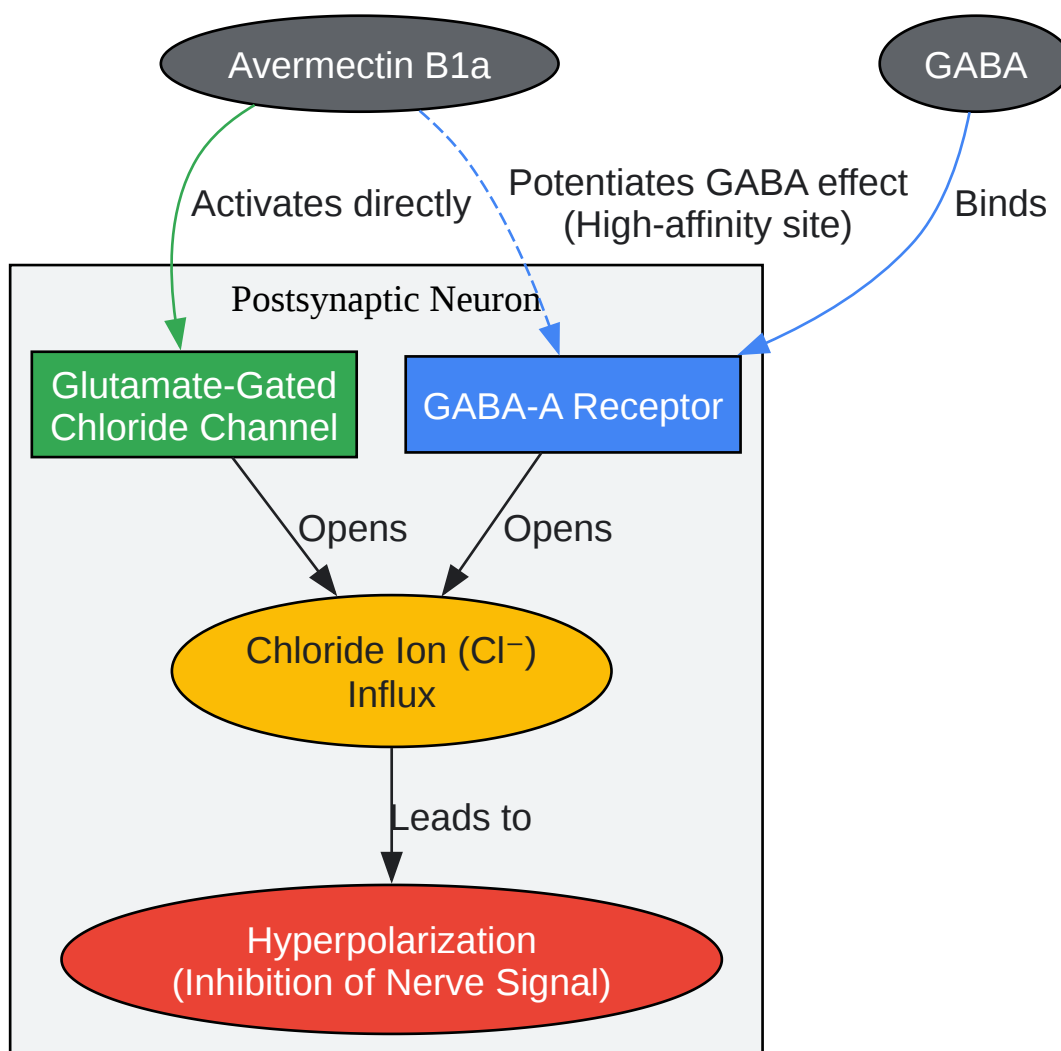 Avermectin B1a
GABA
Activates directly
Potentiates GABA effect
(High-affinity site)
Binds
Postsynaptic Neuron
Glutamate-Gated
Chloride Channel
GABA-A Receptor
Opens
Opens
Chloride Ion (Cl⁻)
Influx
Leads to
Hyperpolarization
(Inhibition of Nerve Signal)